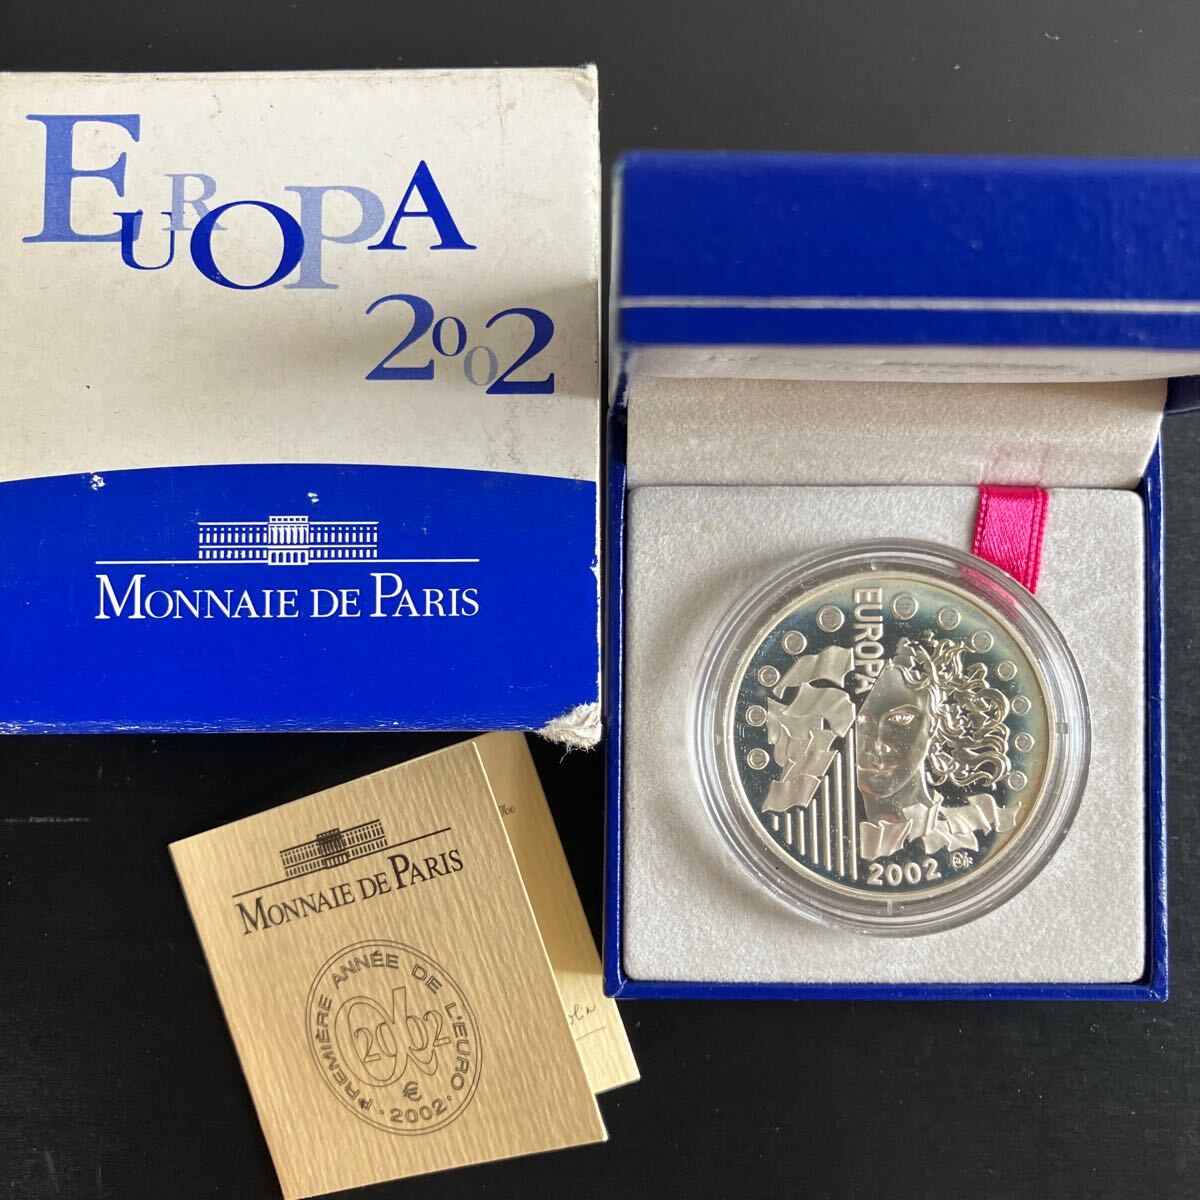 EUROPA
2002
MONNAIE DE PARIS
EUROPA
2002
MONNAIE DE PARIS
PREMIÈRE ANNÉE DE L'EURO
2002
€
· 2002 ·